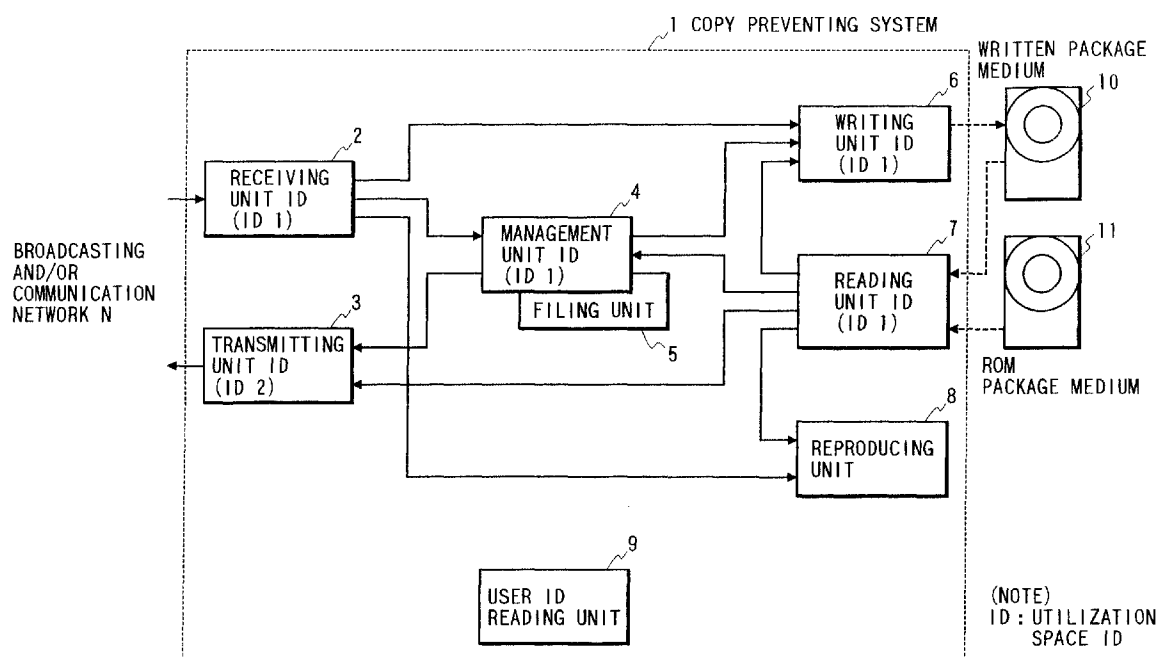 1 COPY PREVENTING SYSTEM
WRITTEN PACKAGE
MEDIUM
10
6
WRITING
UNIT ID
(ID 1)
2
RECEIVING
UNIT ID
(ID 1)
4
MANAGEMENT
UNIT ID
(ID 1)
FILING UNIT
5
7
READING
UNIT ID
(ID 1)
11
BROADCASTING
AND/OR
COMMUNICATION
NETWORK N
3
TRANSMITTING
UNIT ID
(ID 2)
ROM
PACKAGE MEDIUM
8
REPRODUCING
UNIT
9
USER ID
READING UNIT
(NOTE)
ID : UTILIZATION
SPACE ID